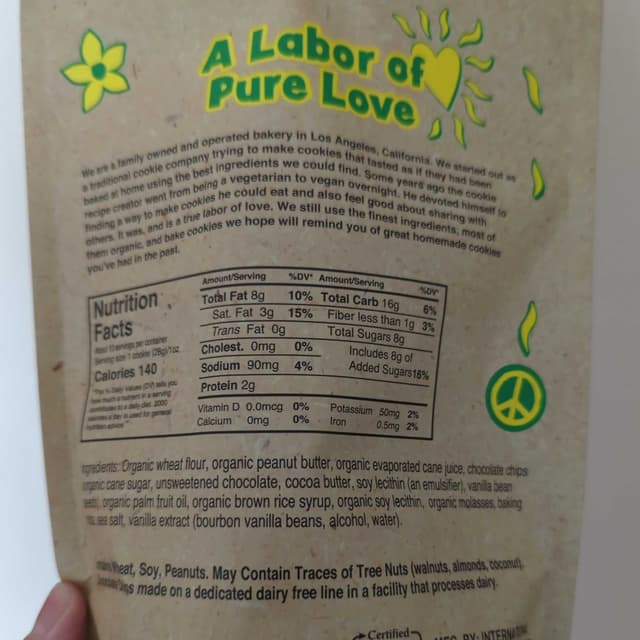 A Labor of
Pure Love
We are a family owned and operated bakery in Los Angeles, California. We started out as
a traditional cookie company trying to make cookies that tasted as if they had been
baked at home using the best ingredients we could find. Some years ago the cookie
recipe creator went from being a vegetarian to vegan overnight. He devoted himself to
finding a way to make cookies he could eat and also feel good about sharing with
others. It was, and is a true labor of love. We still use the finest ingredients; most of
them organic, and bake cookies we hope will remind you of great homemade cookies
you've had in the past.
Nutrition
Facts
About 10 servings per container
Serving size 1 cookie (28g)/1oz
Calories 140
Amount/Serving %DV* Amount/Serving %DV*
Total Fat 8g 10% Total Carb 16g 6%
Sat. Fat 3g 15% Fiber less than 1g 3%
Trans Fat 0g Total Sugars 8g
Cholest. 0mg 0% Includes 8g of
Sodium 90mg 4% Added Sugars 16%
Protein 2g
Vitamin D 0.0mcg 0% Potassium 50mg 2%
Calcium 0mg 0% Iron 0.5mg 2%
Ingredients: Organic wheat flour, organic peanut butter, organic evaporated cane juice, chocolate chips
organic cane sugar, unsweetened chocolate, cocoa butter, soy lecithin (an emulsifier), vanilla bean
organic palm fruit oil, organic brown rice syrup, organic soy lecithin, organic molasses, baking
sea salt, vanilla extract (bourbon vanilla beans, alcohol, water).
Wheat, Soy, Peanuts. May Contain Traces of Tree Nuts (walnuts, almonds, coconut).
made on a dedicated dairy free line in a facility that processes dairy.
Certified
MFG. BY: